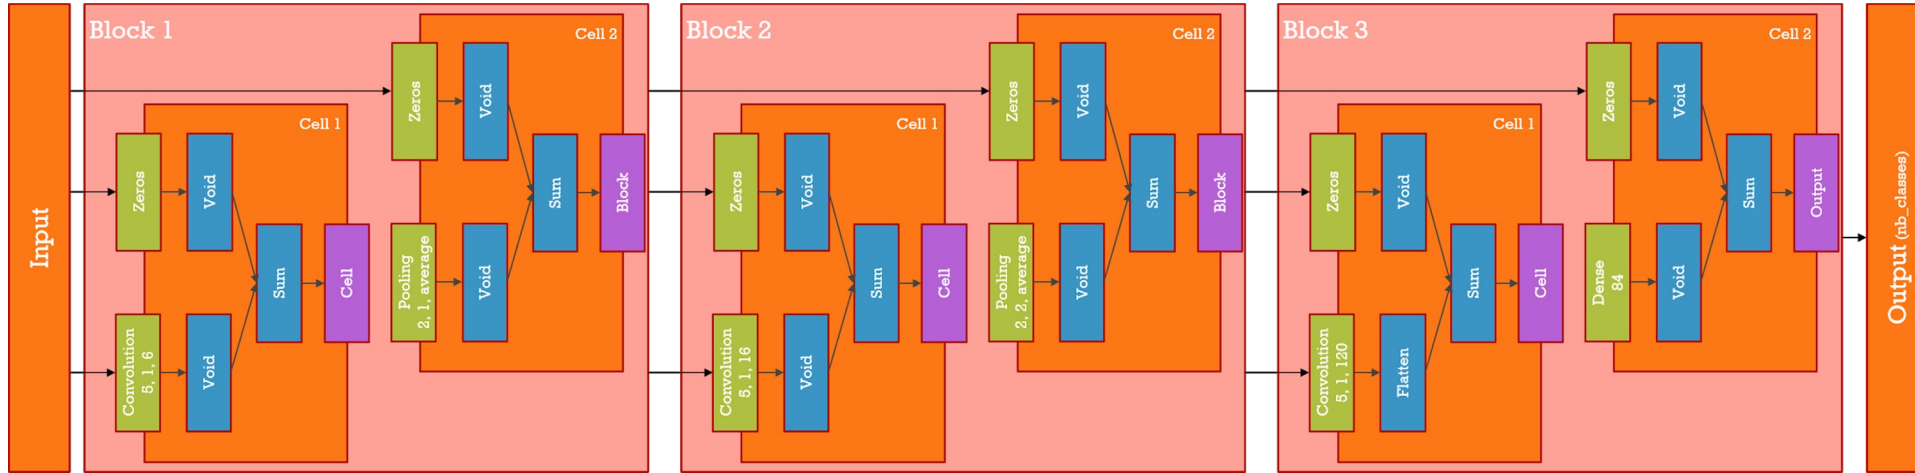 Input
Block 1
Cell 1
Zeros
Void
Convolution
5, 1, 6
Void
Sum
Cell
Cell 2
Zeros
Void
Pooling
2, 1, average
Void
Sum
Block
Block 2
Cell 1
Zeros
Void
Convolution
5, 1, 16
Void
Sum
Cell
Cell 2
Zeros
Void
Pooling
2, 2, average
Void
Sum
Block
Block 3
Cell 1
Zeros
Void
Convolution
5, 1, 120
Flatten
Sum
Cell
Cell 2
Zeros
Void
Dense
84
Void
Sum
Output
Output (nb_classes)